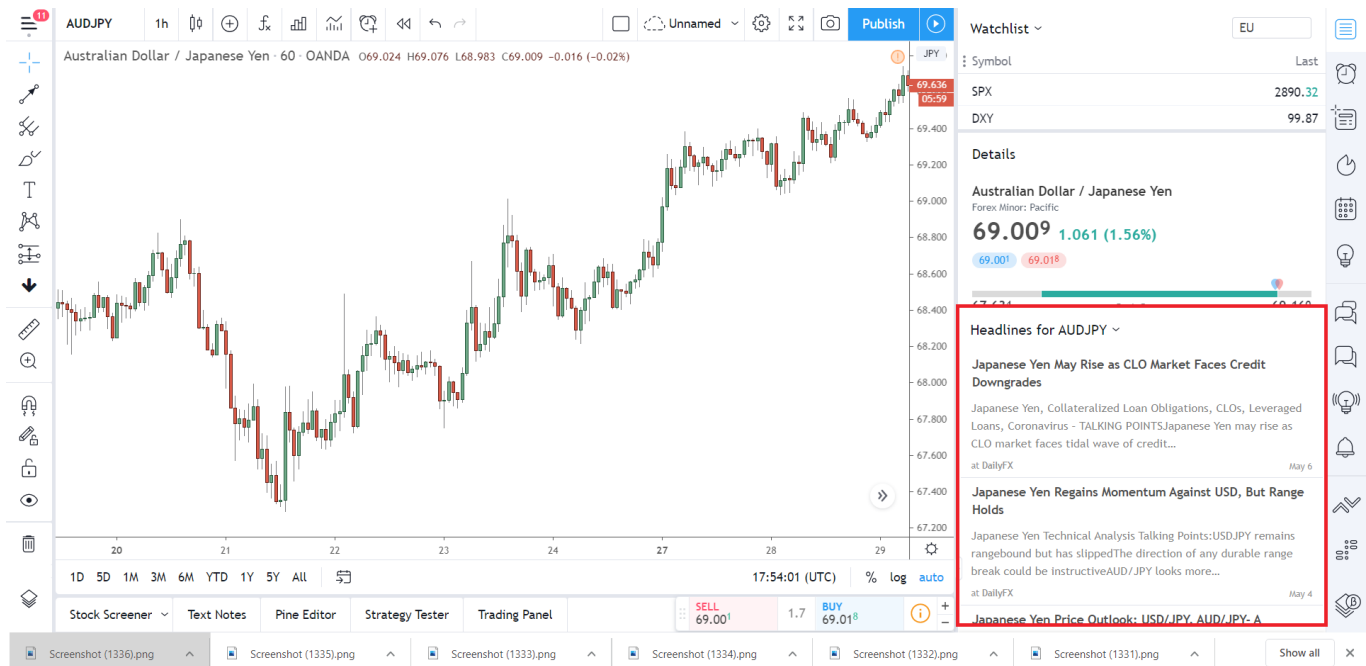 11
AUDJPY
1h
Unnamed
Publish
Australian Dollar / Japanese Yen · 60 · OANDA O69.024 H69.076 L68.983 C69.009 −0.016 (−0.02%)
JPY
69.636
05:59
69.400
69.200
69.000
68.800
68.600
68.400
68.200
68.000
67.800
67.600
67.400
67.200
20 21 22 23 24 27 28 29
1D 5D 1M 3M 6M YTD 1Y 5Y All
17:54:01 (UTC) % log auto
Stock Screener Text Notes Pine Editor Strategy Tester Trading Panel
SELL
69.001
1.7
BUY
69.018
Watchlist
EU
Symbol Last
SPX 2890.32
DXY 99.87
Details
Australian Dollar / Japanese Yen
Forex Minor: Pacific
69.009 1.061 (1.56%)
69.001 69.018
Headlines for AUDJPY
Japanese Yen May Rise as CLO Market Faces Credit
Downgrades
Japanese Yen, Collateralized Loan Obligations, CLOs, Leveraged
Loans, Coronavirus - TALKING POINTSJapanese Yen may rise as
CLO market faces tidal wave of credit...
at DailyFX May 6
Japanese Yen Regains Momentum Against USD, But Range
Holds
Japanese Yen Technical Analysis Talking Points:USDJPY remains
rangebound but has slippedThe direction of any durable range
break could be instructiveAUD/JPY looks more...
at DailyFX May 4
Japanese Yen Price Outlook: USD/JPY, AUD/JPY- A
Screenshot (1336).png
Screenshot (1335).png
Screenshot (1333).png
Screenshot (1334).png
Screenshot (1332).png
Screenshot (1331).png
Show all